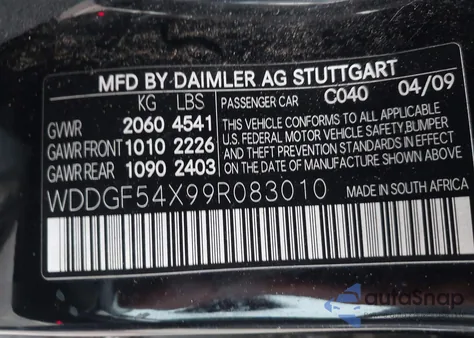 MFD BY DAIMLER AG STUTTGART
KG LBS PASSENGER CAR C040 04/09
GVWR 2060 4541
GAWR FRONT 1010 2226
GAWR REAR 1090 2403
THIS VEHICLE CONFORMS TO ALL APPLICABLE
U.S. FEDERAL MOTOR VEHICLE SAFETY,BUMPER
AND THEFT PREVENTION STANDARDS IN EFFECT
ON THE DATE OF MANUFACTURE SHOWN ABOVE.
WDDGF54X99R083010 MADE IN SOUTH AFRICA
autoSnap